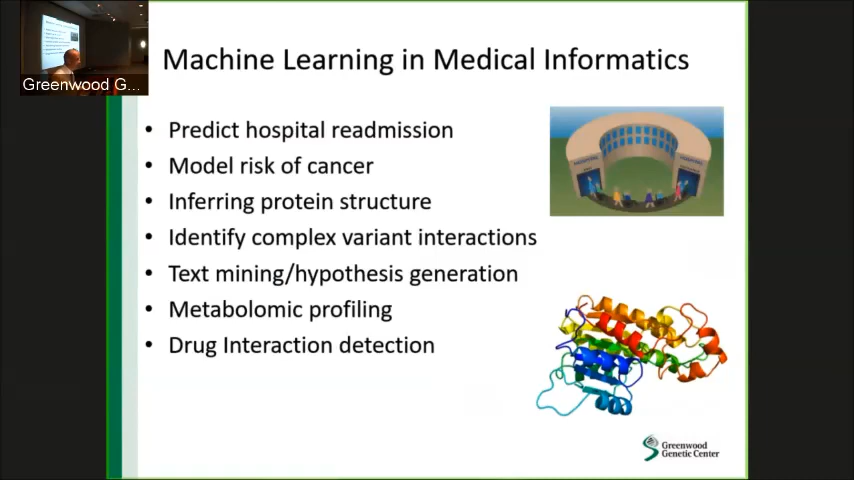 Greenwood G...
Machine Learning in Medical Informatics
• Predict hospital readmission
• Model risk of cancer
• Inferring protein structure
• Identify complex variant interactions
• Text mining/hypothesis generation
• Metabolomic profiling
• Drug Interaction detection
Greenwood
Genetic Center